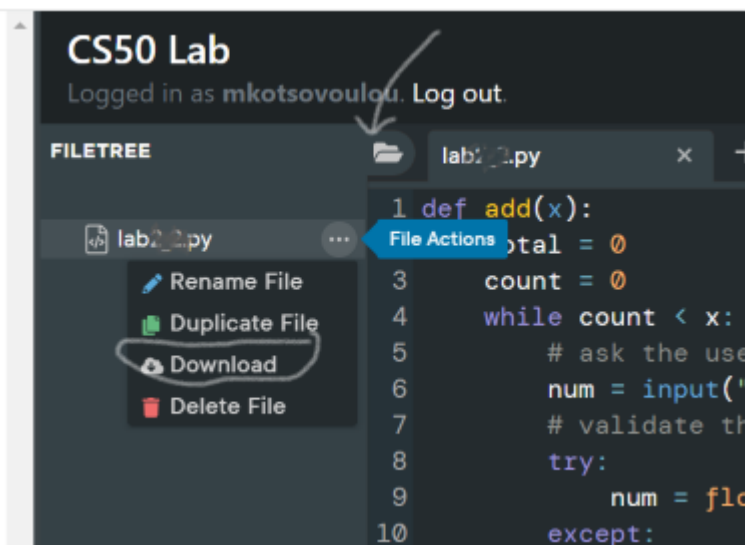 CS50 Lab
Logged in as mkotsovoulou. Log out.
FILETREE
.py ×
.py ...
File Actions
Rename File
Duplicate File
Download
Delete File
1 def add(x):
= 0
3 count = 0
4 while count < x:
5 # ask the use
6 num = input("
7 # validate th
8 try:
9 num = flo
10 except: